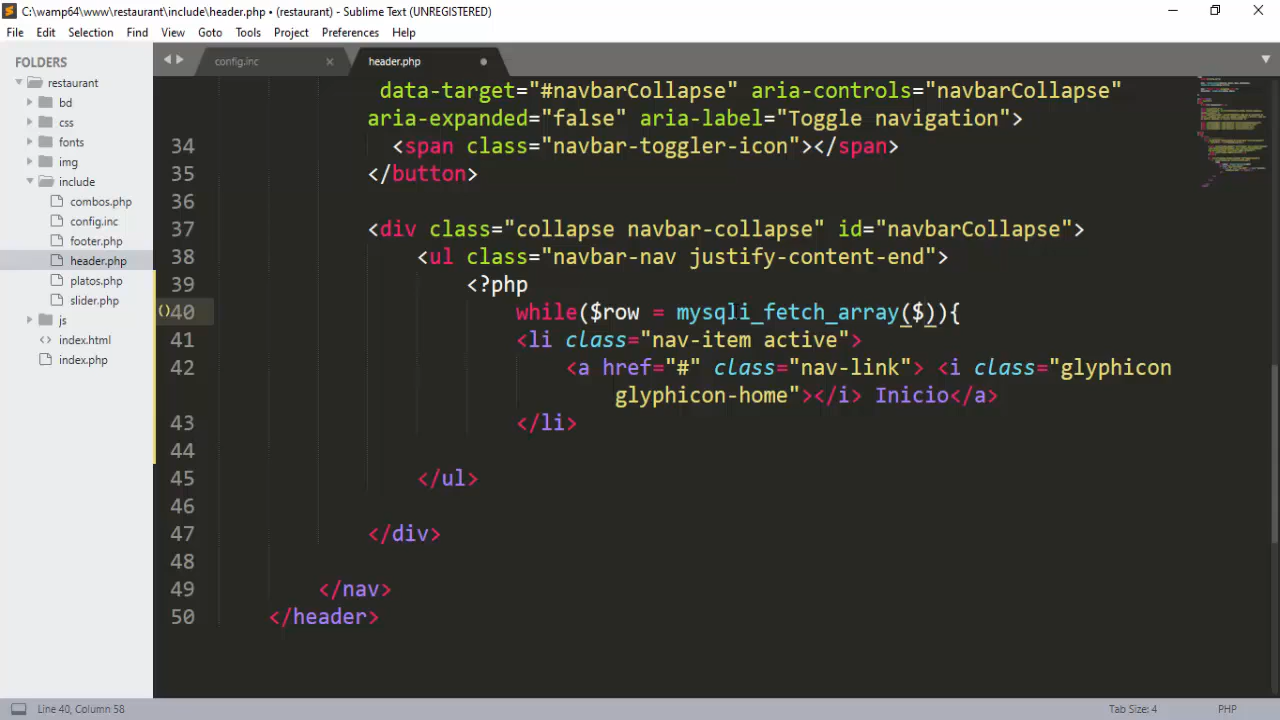 C:\wamp64\www\restaurant\include\header.php • (restaurant) - Sublime Text (UNREGISTERED)
File Edit Selection Find View Goto Tools Project Preferences Help
FOLDERS
restaurant
bd
css
fonts
img
include
combos.php
config.inc
footer.php
header.php
platos.php
slider.php
js
index.html
index.php
config.inc × header.php
data-target="#navbarCollapse" aria-controls="navbarCollapse"
aria-expanded="false" aria-label="Toggle navigation">
34 <span class="navbar-toggler-icon"></span>
35 </button>
36
37 <div class="collapse navbar-collapse" id="navbarCollapse">
38 <ul class="navbar-nav justify-content-end">
39 <?php
40 while($row = mysqli_fetch_array($)){
41 <li class="nav-item active">
42 <a href="#" class="nav-link"> <i class="glyphicon
glyphicon-home"></i> Inicio</a>
43 </li>
44
45 </ul>
46
47 </div>
48
49 </nav>
50 </header>
Line 40, Column 58 Tab Size: 4 PHP